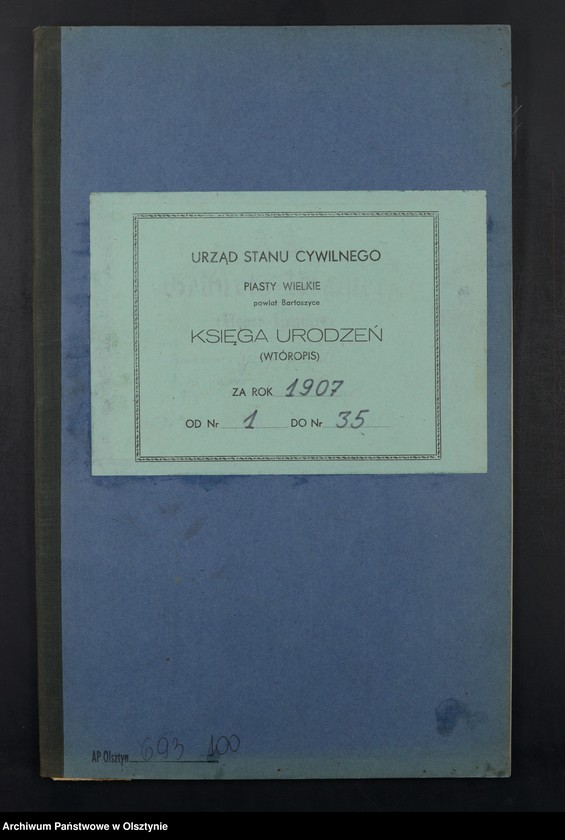 URZĄD STANU CYWILNEGO
PIASTY WIELKIE
powiat Bartoszyce
KSIĘGA URODZEŃ
(WTÓROPIS)
ZA ROK 1907
OD Nr 1 DO Nr 35
AP Olsztyn 693 100
Archiwum Państwowe w Olsztynie